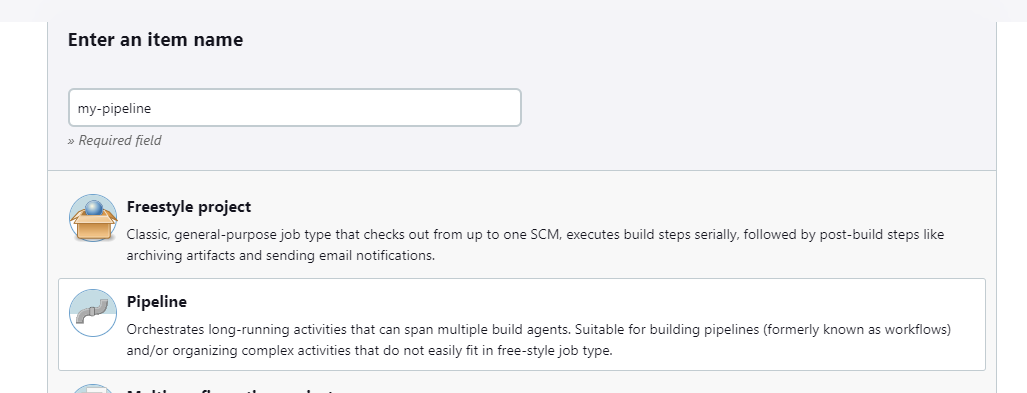 Enter an item name
my-pipeline
» Required field
Freestyle project
Classic, general-purpose job type that checks out from up to one SCM, executes build steps serially, followed by post-build steps like
archiving artifacts and sending email notifications.
Pipeline
Orchestrates long-running activities that can span multiple build agents. Suitable for building pipelines (formerly known as workflows)
and/or organizing complex activities that do not easily fit in free-style job type.